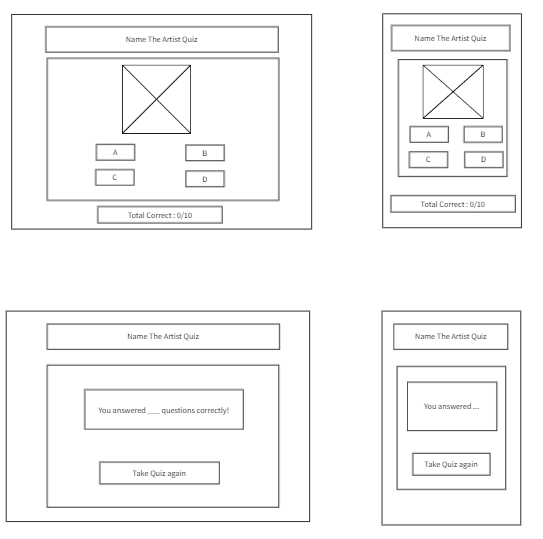 Name The Artist Quiz
A
B
C
D
Total Correct : 0/10
Name The Artist Quiz
A
B
C
D
Total Correct : 0/10
Name The Artist Quiz
You answered ___ questions correctly!
Take Quiz again
Name The Artist Quiz
You answered ...
Take Quiz again